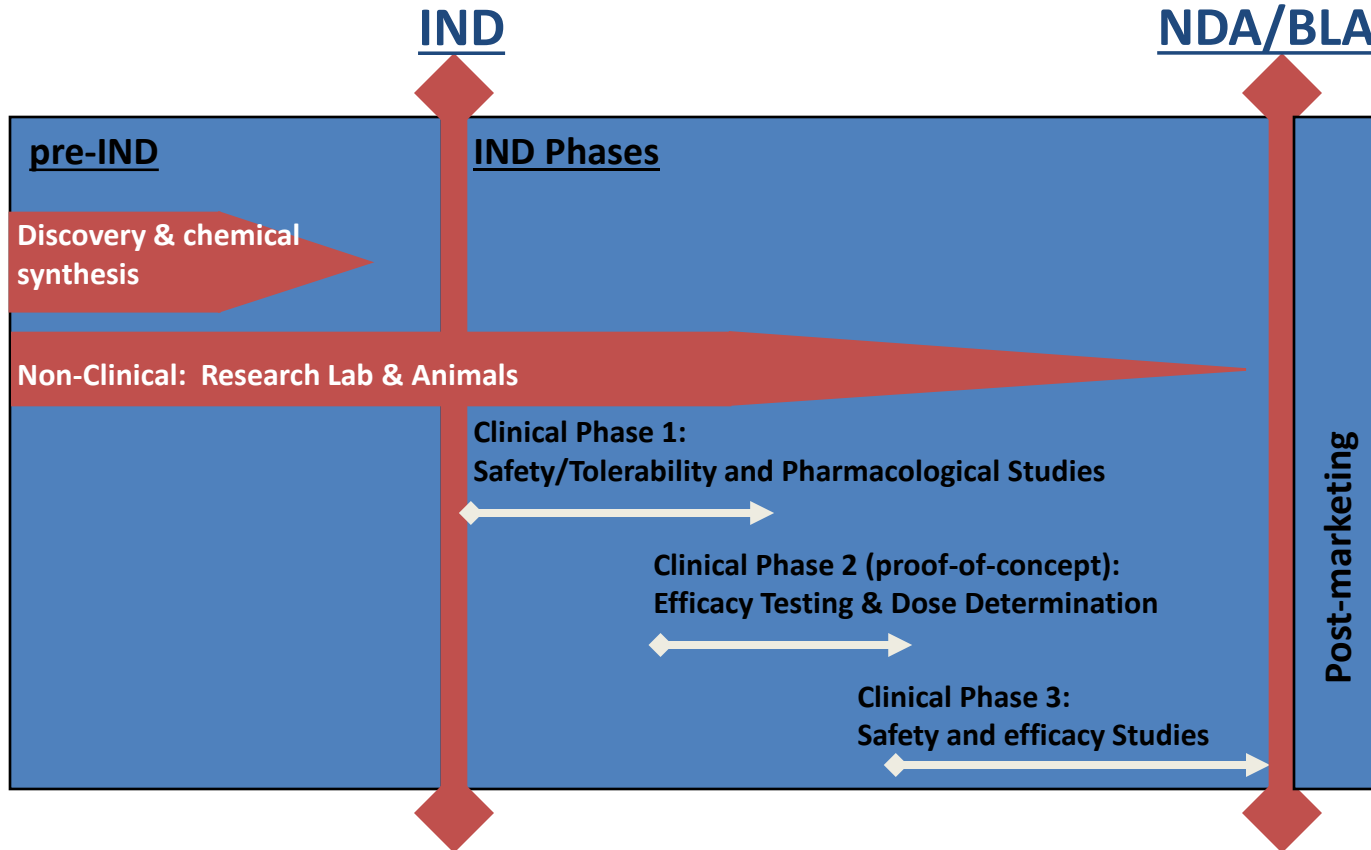 IND
NDA/BLA
pre-IND
IND Phases
Discovery & chemical
synthesis
Non-Clinical:  Research Lab & Animals
Clinical Phase 1:
Safety/Tolerability and Pharmacological Studies
Clinical Phase 2 (proof-of-concept):
Efficacy Testing & Dose Determination
Clinical Phase 3:
Safety and efficacy Studies
Post-marketing